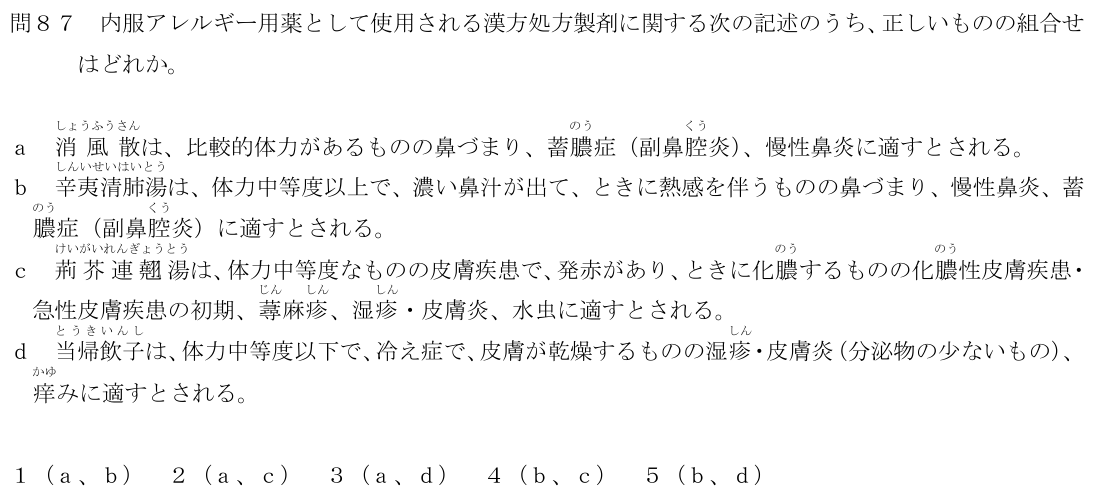 問８７　内服アレルギー用薬として使用される漢方処方製剤に関する次の記述のうち、正しいものの組合せ
はどれか。
しょうふうさん　のう　くう
ａ　消風散は、比較的体力があるものの鼻づまり、蓄膿症（副鼻腔炎）、慢性鼻炎に適すとされる。
しんいせいはいとう
ｂ　辛夷清肺湯は、体力中等度以上で、濃い鼻汁が出て、ときに熱感を伴うものの鼻づまり、慢性鼻炎、蓄
のう　くう
膿症（副鼻腔炎）に適すとされる。
けいがいれんぎょうとう　のう　のう
ｃ　荊芥連翹湯は、体力中等度なものの皮膚疾患で、発赤があり、ときに化膿するものの化膿性皮膚疾患・
じん　しん　しん
急性皮膚疾患の初期、蕁麻疹、湿疹・皮膚炎、水虫に適すとされる。
とうきいんし　しん
ｄ　当帰飲子は、体力中等度以下で、冷え症で、皮膚が乾燥するものの湿疹・皮膚炎（分泌物の少ないもの）、
かゆ
痒みに適すとされる。
１（ａ、ｂ）　２（ａ、ｃ）　３（ａ、ｄ）　４（ｂ、ｃ）　５（ｂ、ｄ）